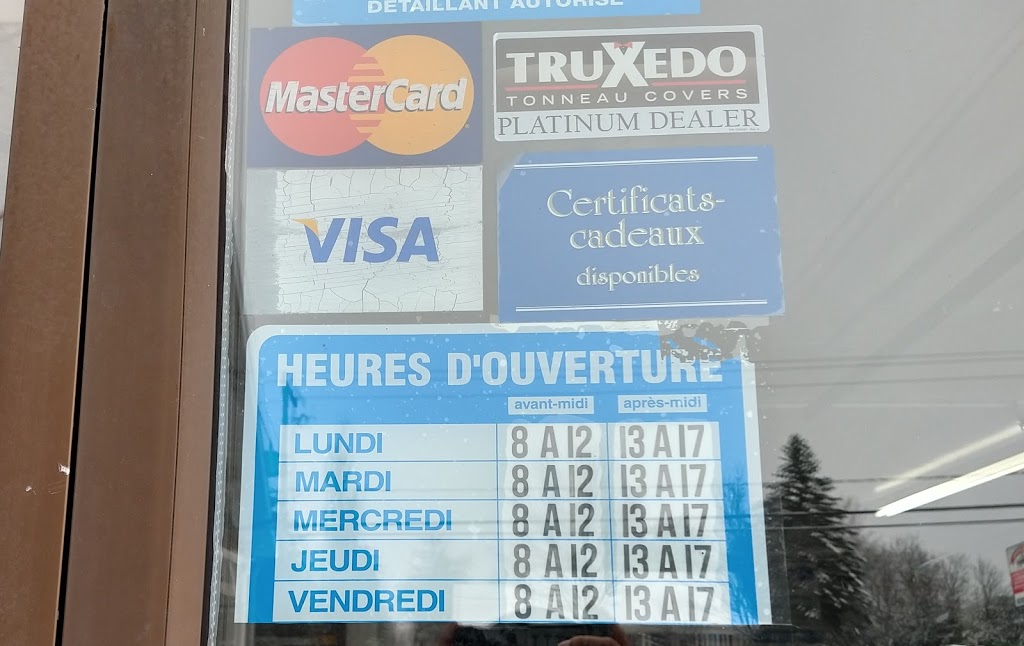 DÉTAILLANT AUTORISÉ
MasterCard
TRUXEDO
TONNEAU COVERS
PLATINUM DEALER
VISA
Certificats-
cadeaux
disponibles
HEURES D'OUVERTURE
avant-midi après-midi
LUNDI 8 A 12 13 A 17
MARDI 8 A 12 13 A 17
MERCREDI 8 A 12 13 A 17
JEUDI 8 A 12 13 A 17
VENDREDI 8 A 12 13 A 17